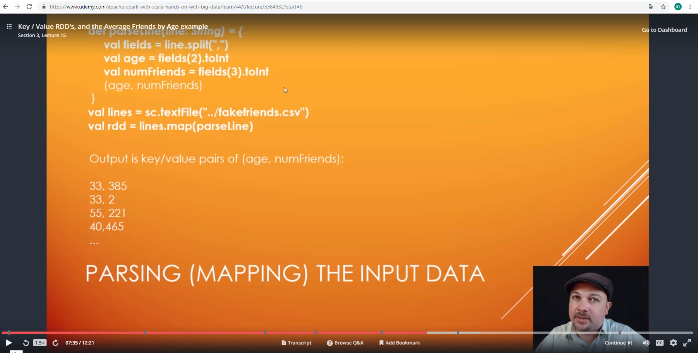 Key / Value RDD's, and the Average Friends by Age example
Section 3, Lecture 15
Go to Dashboard
def parseLine(line: String) = {
val fields = line.split(",")
val age = fields(2).toInt
val numFriends = fields(3).toInt
(age, numFriends)
}
val lines = sc.textFile("../fakefriends.csv")
val rdd = lines.map(parseLine)
Output is key/value pairs of (age, numFriends):
33, 385
33, 2
55, 221
40,465
...
PARSING (MAPPING) THE INPUT DATA
07:35 / 12:21
Transcript
Browse Q&A
Add Bookmark
Continue